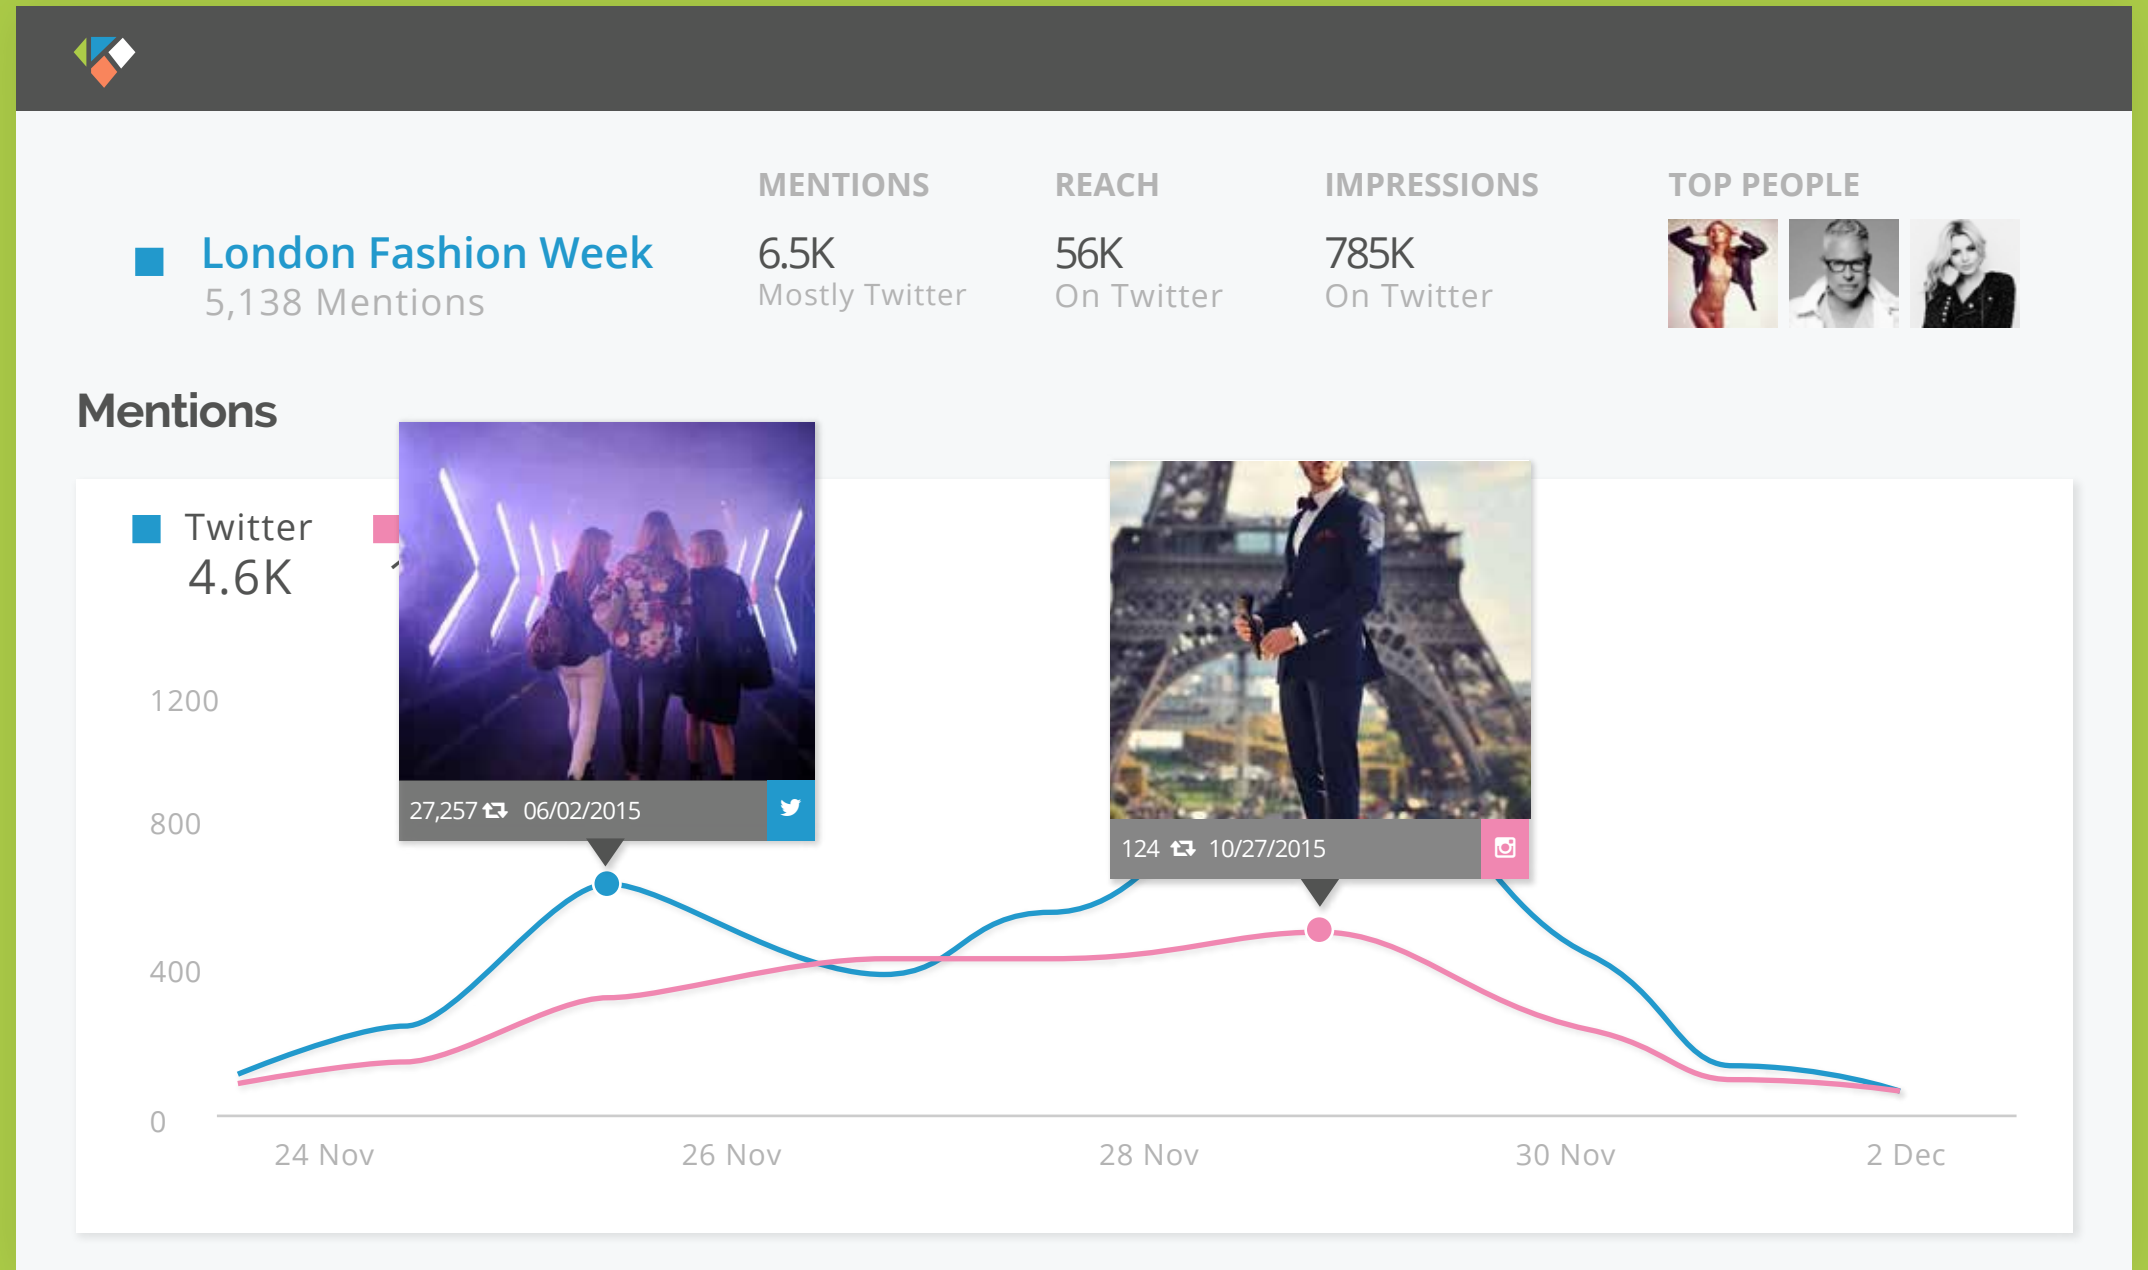 MENTIONS REACH IMPRESSIONS TOP PEOPLE
London Fashion Week 6.5K 56K 785K
5,138 Mentions Mostly Twitter On Twitter On Twitter
Mentions
Twitter
4.6K
1200
800
400
0
27,257 06/02/2015
124 10/27/2015
24 Nov 26 Nov 28 Nov 30 Nov 2 Dec